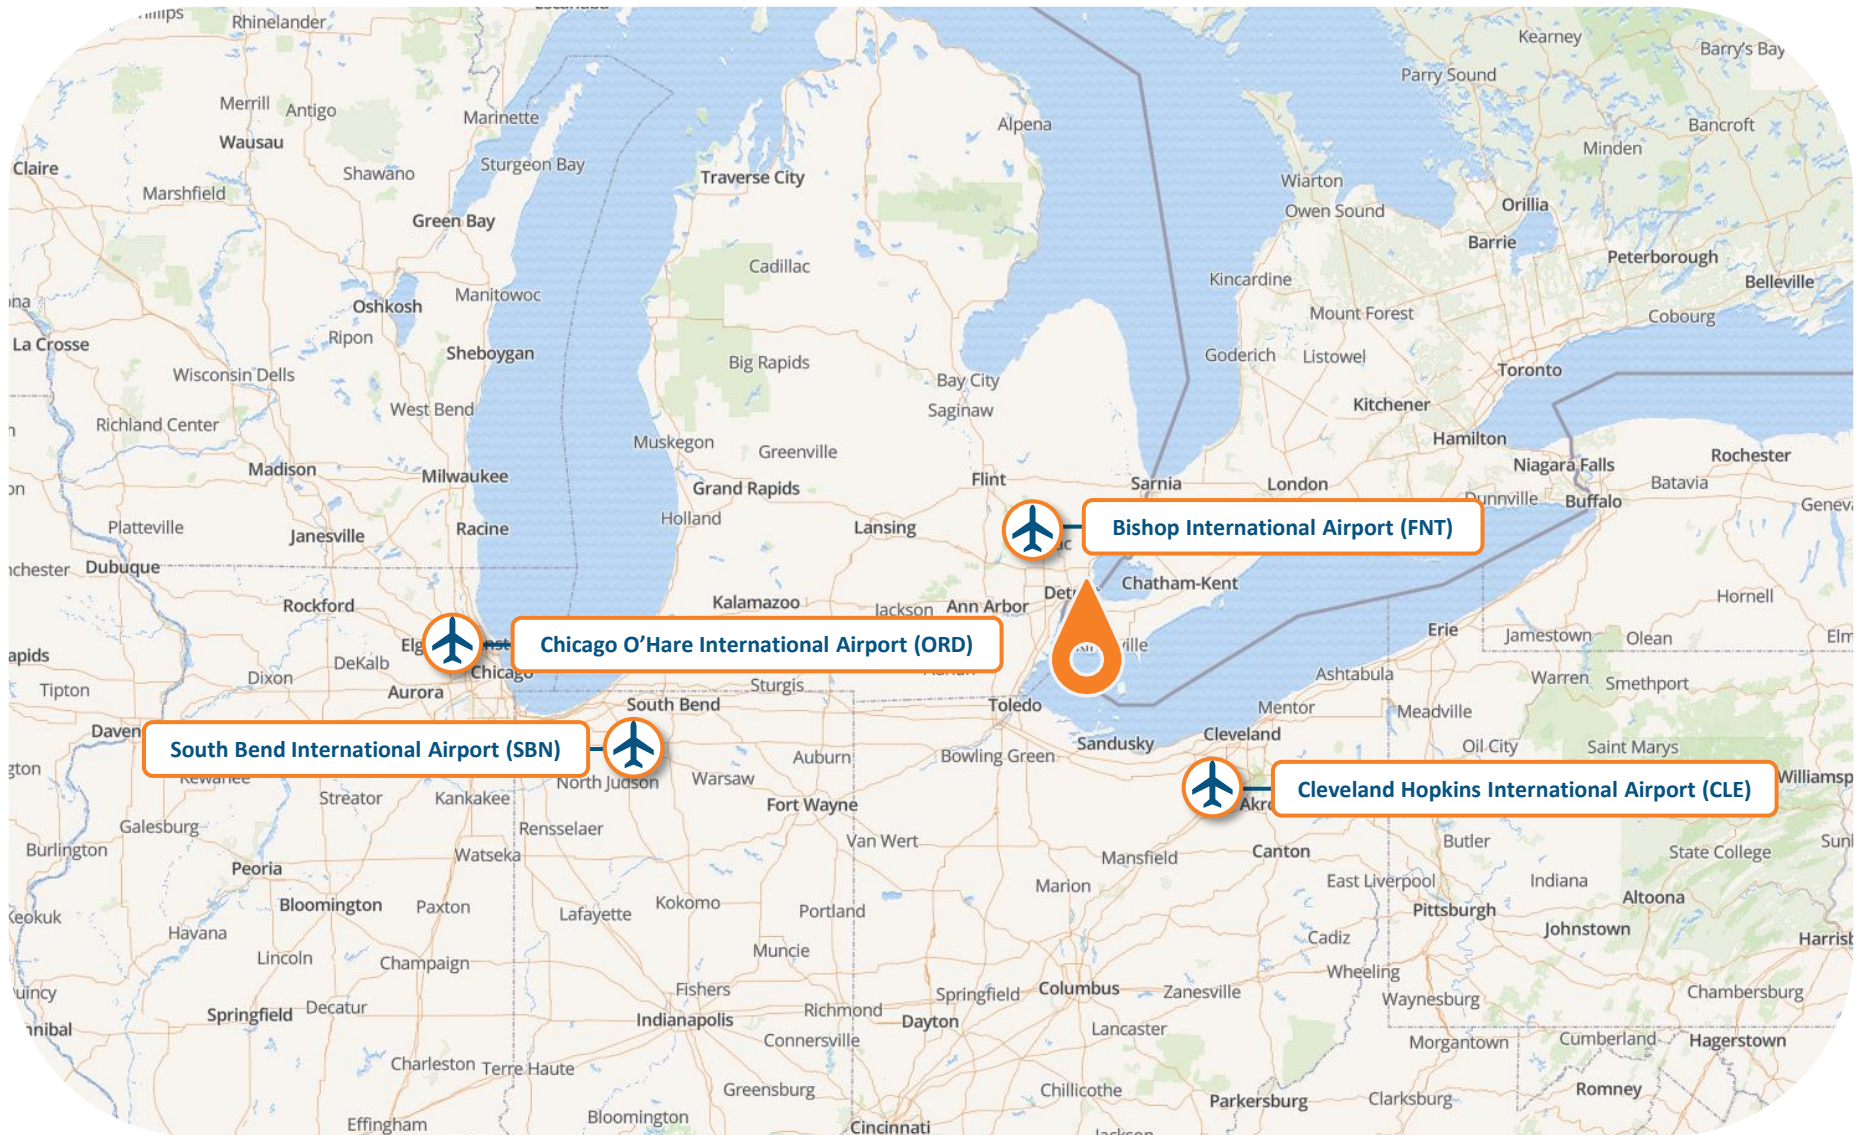 Rhinelander
Kearney
Barry's Bay
Parry Sound
Merrill
Antigo
Marinette
Alpena
Bancroft
Wausau
Minden
Claire
Shawano
Sturgeon Bay
Traverse City
Wiarton
Marshfield
Owen Sound
Orillia
Green Bay
Barrie
Peterborough
Cadillac
Kincardine
Belleville
Manitowoc
Oshkosh
Mount Forest
Cobourg
Ripon
La Crosse
Sheboygan
Big Rapids
Goderich
Listowel
Toronto
Wisconsin Dells
Bay City
West Bend
Saginaw
Kitchener
Richland Center
Muskegon
Greenville
Hamilton
Madison
Milwaukee
Niagara Falls
Rochester
Grand Rapids
Flint
Sarnia
London
Dunnville
Buffalo
Batavia
Geneva
Platteville
Janesville
Racine
Holland
Lansing
Bishop International Airport (FNT)
Dubuque
Chatham-Kent
Rockford
Kalamazoo
Jackson
Ann Arbor
Hornell
Chicago O'Hare International Airport (ORD)
Erie
Jamestown
Olean
DeKalb
Chicago
Dixon
Aurora
Sturgis
Ashtabula
Warren
Smethport
Tipton
South Bend
Toledo
Mentor
Meadville
Daven
Cleveland
Sandusky
Oil City
Saint Marys
South Bend International Airport (SBN)
Auburn
Bowling Green
North Judson
Warsaw
Cleveland Hopkins International Airport (CLE)
Williamsp
Kewanee
Streator
Kankakee
Fort Wayne
Galesburg
Rensselaer
Van Wert
Butler
Burlington
Watseka
Mansfield
Canton
State College
Peoria
Marion
East Liverpool
Indiana
Altoona
Bloomington
Paxton
Lafayette
Kokomo
Portland
Pittsburgh
Keokuk
Havana
Muncie
Cadiz
Johnstown
Harrisb
Lincoln
Champaign
Wheeling
Fishers
Springfield
Columbus
Zanesville
Waynesburg
Chambersburg
Springfield
Decatur
Indianapolis
Richmond
Dayton
Lancaster
Connersville
Morgantown
Cumberland
Hagerstown
Charleston
Terre Haute
Greensburg
Chillicothe
Parkersburg
Clarksburg
Romney
Effingham
Bloomington
Cincinnati